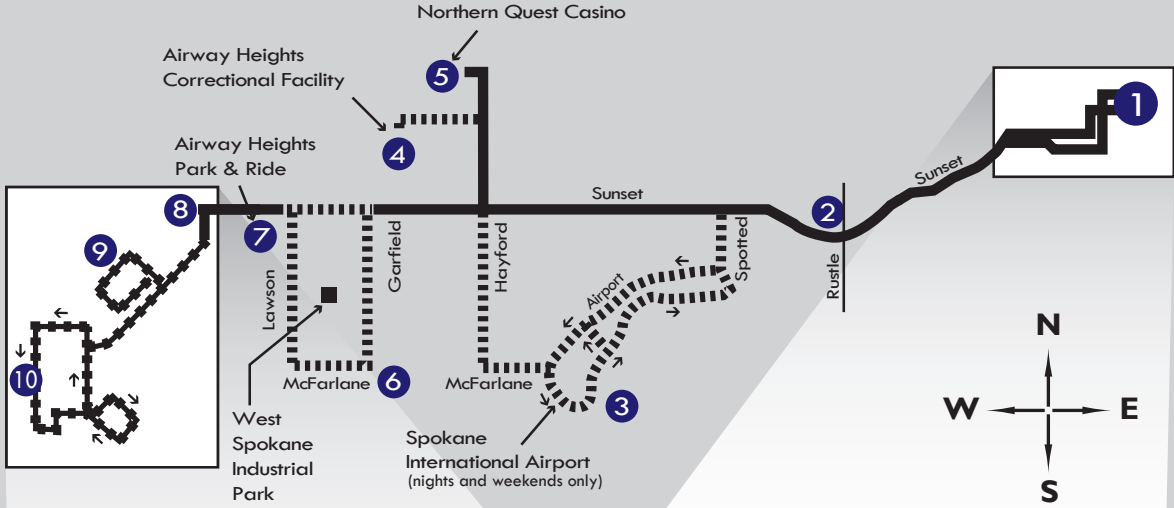 Northern Quest Casino
Airway Heights
Correctional Facility
5
1
4
Airway Heights
Park & Ride
Sunset
Sunset
8
7
2
9
Lawson
Garfield
Hayford
Airport
Spotted
Rustle
10
McFarlane
6
McFarlane
3
West
Spokane
Industrial
Park
Spokane
International Airport
(nights and weekends only)
N
W
E
S